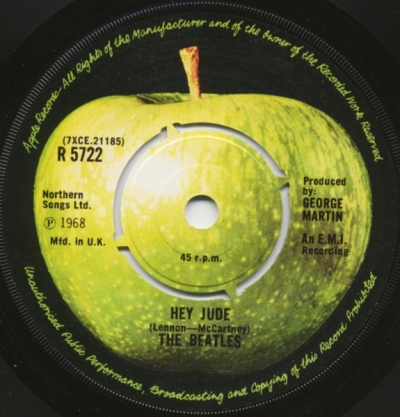 Apple Records - All Rights of the Manufacturer and of the Owner of the Recorded Work Reserved
(7XCE.21185)
R 5722
Northern
Songs Ltd.
Ⓟ 1968
Mfd. in U.K.
Produced
by:
GEORGE
MARTIN
An E.M.I.
Recording
45 r.p.m.
HEY JUDE
(Lennon—McCartney)
THE BEATLES
Unauthorised Public Performance, Broadcasting and Copying of this Record Prohibited